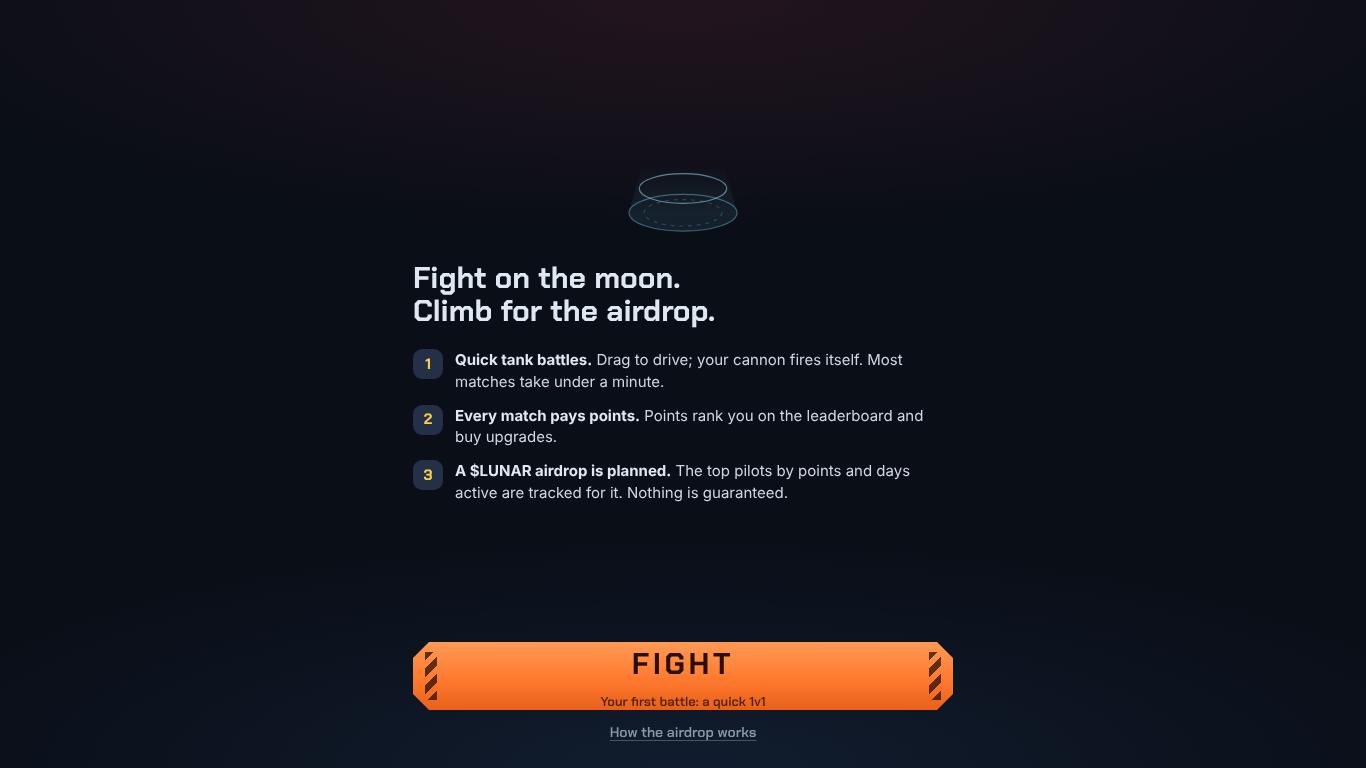 Fight on the moon.
Climb for the airdrop.
1 Quick tank battles. Drag to drive; your cannon fires itself. Most
matches take under a minute.
2 Every match pays points. Points rank you on the leaderboard and
buy upgrades.
3 A $LUNAR airdrop is planned. The top pilots by points and days
active are tracked for it. Nothing is guaranteed.
FIGHT
Your first battle: a quick 1v1
How the airdrop works